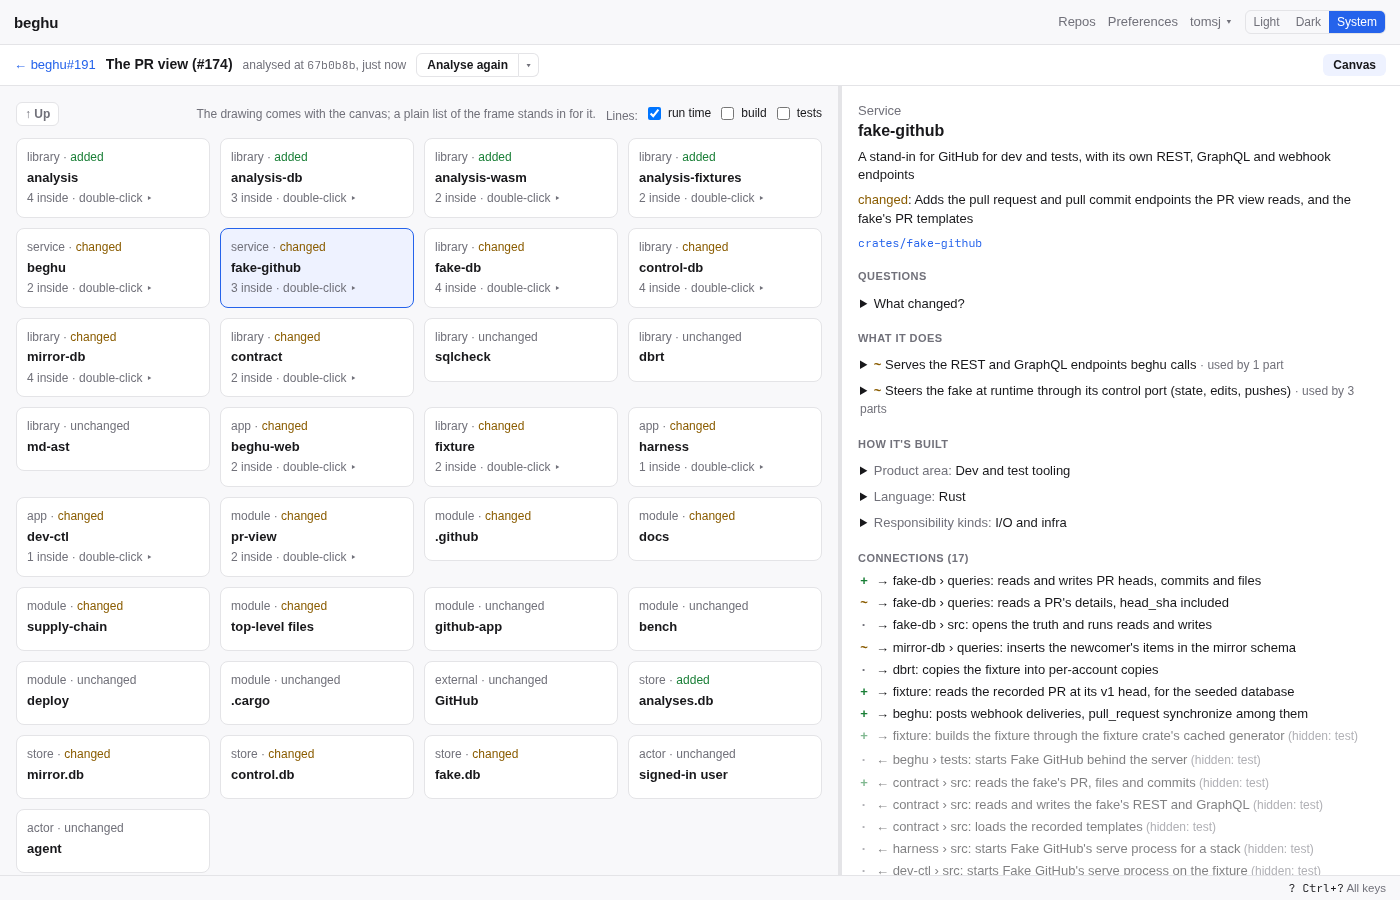 beghu
Repos Preferences tomsj ▾ Light Dark System
← beghu#191 The PR view (#174) analysed at 67b0b8b, just now Analyse again ▾ Canvas
↑ Up The drawing comes with the canvas; a plain list of the frame stands in for it. Lines: run time build tests
library · added
analysis
4 inside · double-click ▸
library · added
analysis-db
3 inside · double-click ▸
library · added
analysis-wasm
2 inside · double-click ▸
library · added
analysis-fixtures
2 inside · double-click ▸
service · changed
beghu
2 inside · double-click ▸
service · changed
fake-github
3 inside · double-click ▸
library · changed
fake-db
4 inside · double-click ▸
library · changed
control-db
4 inside · double-click ▸
library · changed
mirror-db
4 inside · double-click ▸
library · changed
contract
2 inside · double-click ▸
library · unchanged
sqlcheck
library · unchanged
dbrt
library · unchanged
md-ast
app · changed
beghu-web
2 inside · double-click ▸
library · changed
fixture
2 inside · double-click ▸
app · changed
harness
1 inside · double-click ▸
app · changed
dev-ctl
1 inside · double-click ▸
module · changed
pr-view
2 inside · double-click ▸
module · changed
.github
module · changed
docs
module · changed
supply-chain
module · changed
top-level files
module · unchanged
github-app
module · unchanged
bench
module · unchanged
deploy
module · unchanged
.cargo
external · unchanged
GitHub
store · added
analyses.db
store · changed
mirror.db
store · changed
control.db
store · changed
fake.db
actor · unchanged
signed-in user
actor · unchanged
agent
Service
fake-github
A stand-in for GitHub for dev and tests, with its own REST, GraphQL and webhook
endpoints
changed: Adds the pull request and pull commit endpoints the PR view reads, and the
fake's PR templates
crates/fake-github
QUESTIONS
▶ What changed?
WHAT IT DOES
▶ ~ Serves the REST and GraphQL endpoints beghu calls · used by 1 part
▶ ~ Steers the fake at runtime through its control port (state, edits, pushes) · used by 3
parts
HOW IT'S BUILT
▶ Product area: Dev and test tooling
▶ Language: Rust
▶ Responsibility kinds: I/O and infra
CONNECTIONS (17)
+ → fake-db › queries: reads and writes PR heads, commits and files
~ → fake-db › queries: reads a PR's details, head_sha included
· → fake-db › src: opens the truth and runs reads and writes
~ → mirror-db › queries: inserts the newcomer's items in the mirror schema
· → dbrt: copies the fixture into per-account copies
+ → fixture: reads the recorded PR at its v1 head, for the seeded database
+ → beghu: posts webhook deliveries, pull_request synchronize among them
+ → fixture: builds the fixture through the fixture crate's cached generator (hidden: test)
· ← beghu › tests: starts Fake GitHub behind the server (hidden: test)
+ ← contract › src: reads the fake's PR, files and commits (hidden: test)
· ← contract › src: reads and writes the fake's REST and GraphQL (hidden: test)
· ← contract › src: loads the recorded templates (hidden: test)
· ← harness › src: starts Fake GitHub's serve process for a stack (hidden: test)
· ← dev-ctl › src: starts Fake GitHub's serve process on the fixture (hidden: test)
? Ctrl+? All keys